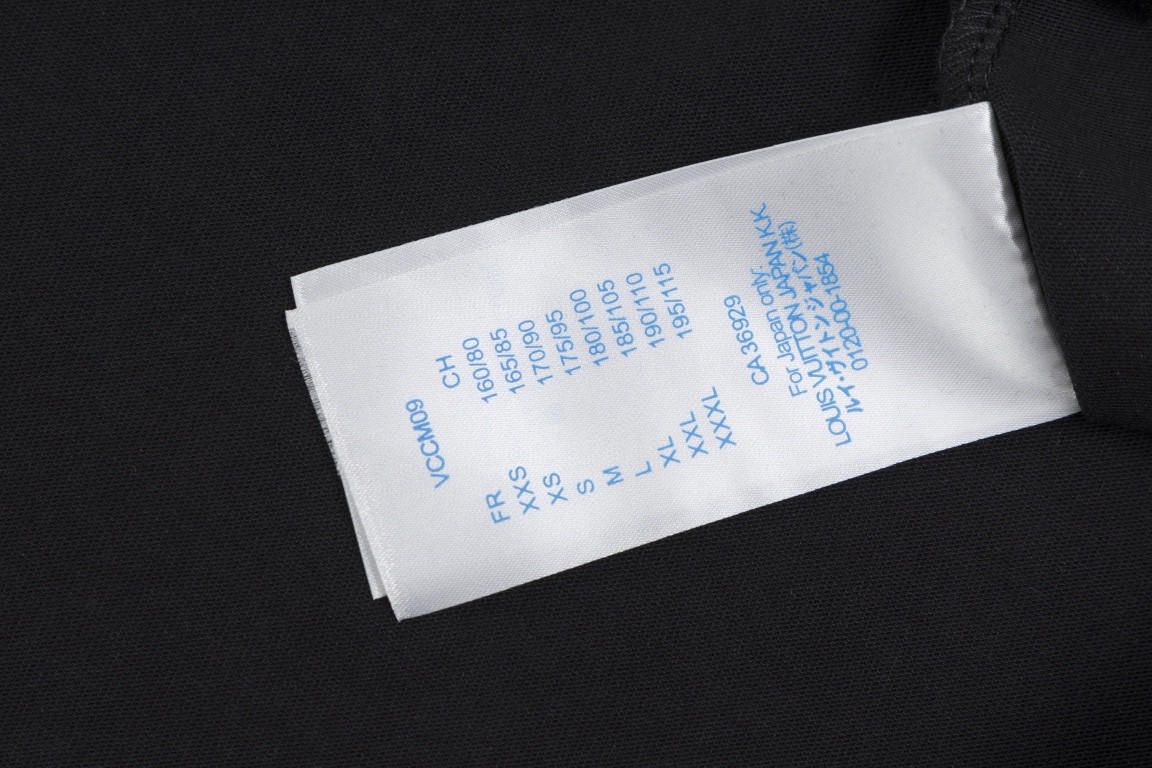 VCCM09
FR CH
XXS 160/80
XS 165/85
S 170/90
M 175/95
L 180/100
XL 185/105
XXL 190/110
XXXL 195/115
CA 36929
For Japan only:
LOUIS VUITTON JAPAN K.K.
ルイ・ヴィトンジャパン(株)
0120-00-1854